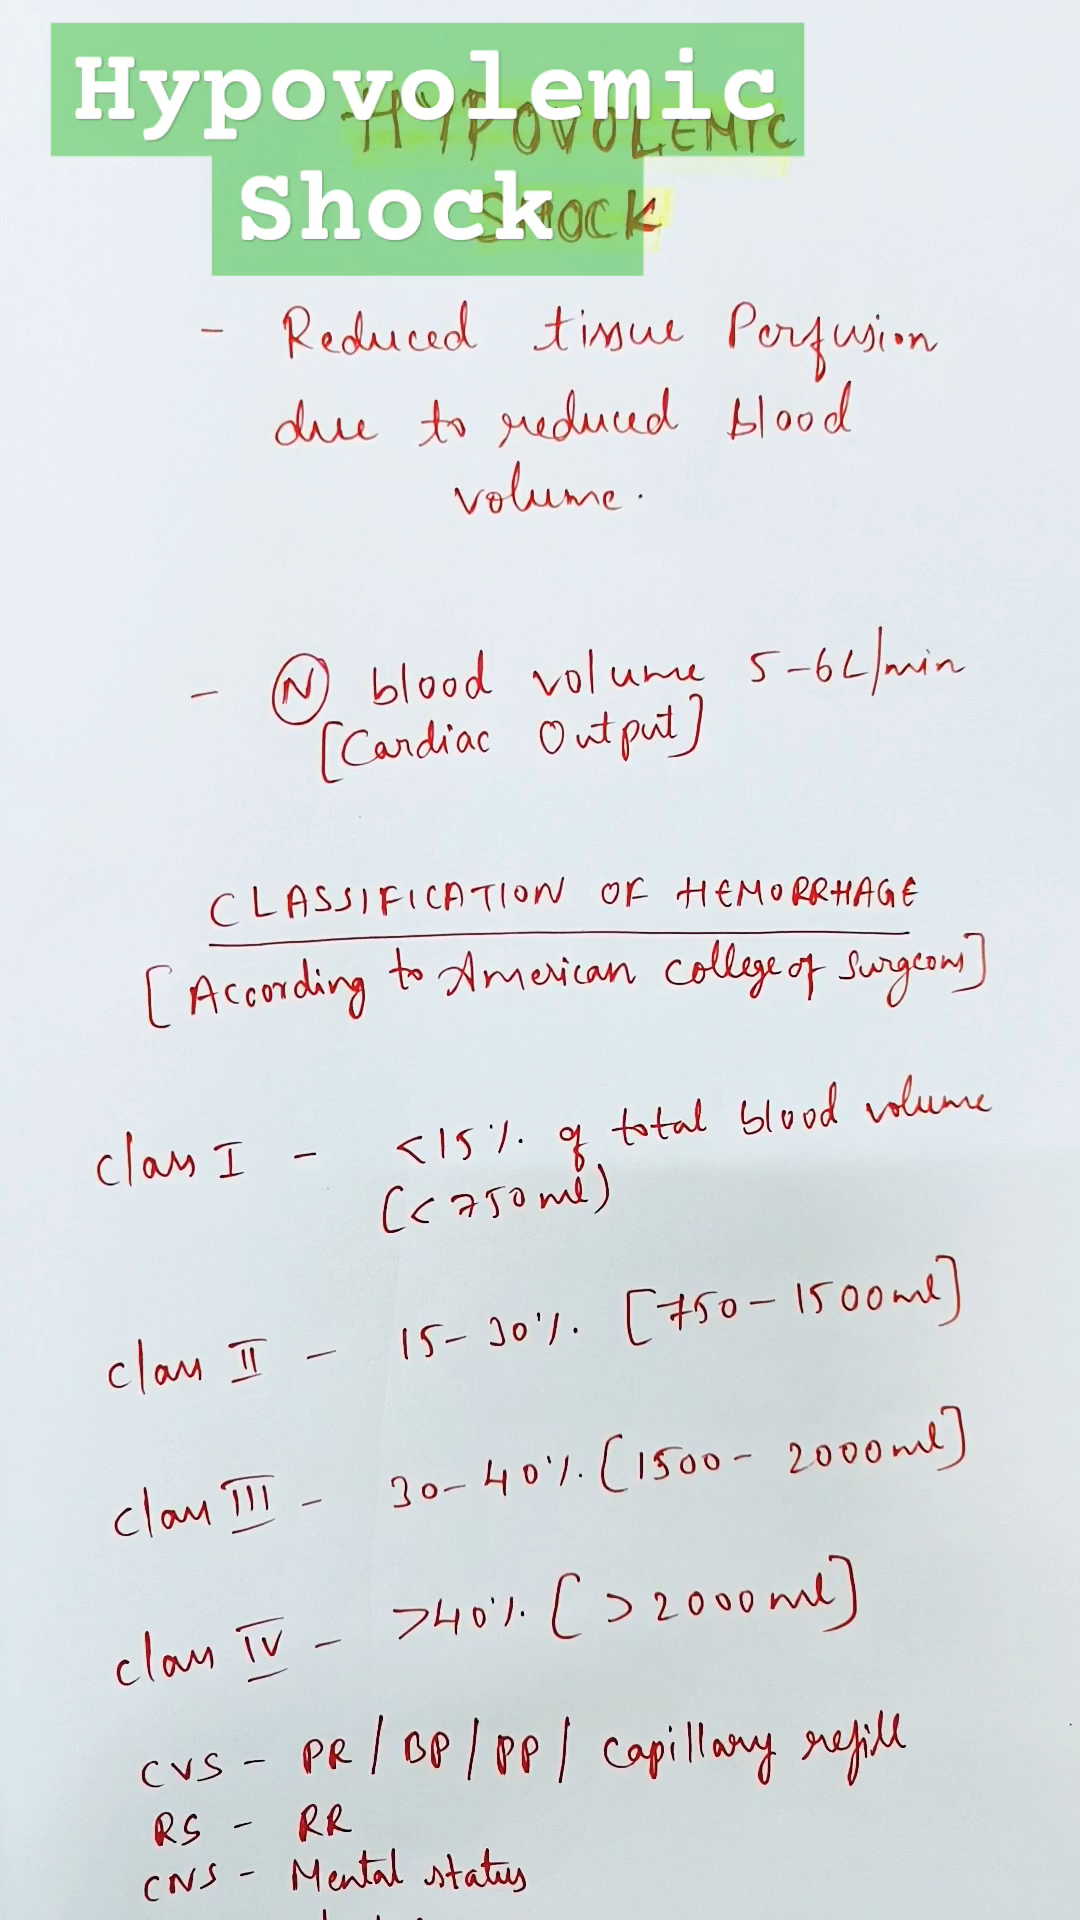 Hypovolemic
Shock
HYPOVOLEMIC
SHOCK
- Reduced tissue Perfusion
due to reduced blood
volume.
- (N) blood volume 5-6L/min
[Cardiac Output]
CLASSIFICATION OF HEMORRHAGE
[According to American college of surgeons]
class I - <15% of total blood volume
(<750ml)
class II - 15-30% [750-1500ml]
class III - 30-40% [1500-2000ml]
class IV - >40% [>2000ml]
CVS - PR/BP/PP/ capillary refill
RS - RR
CNS - Mental status